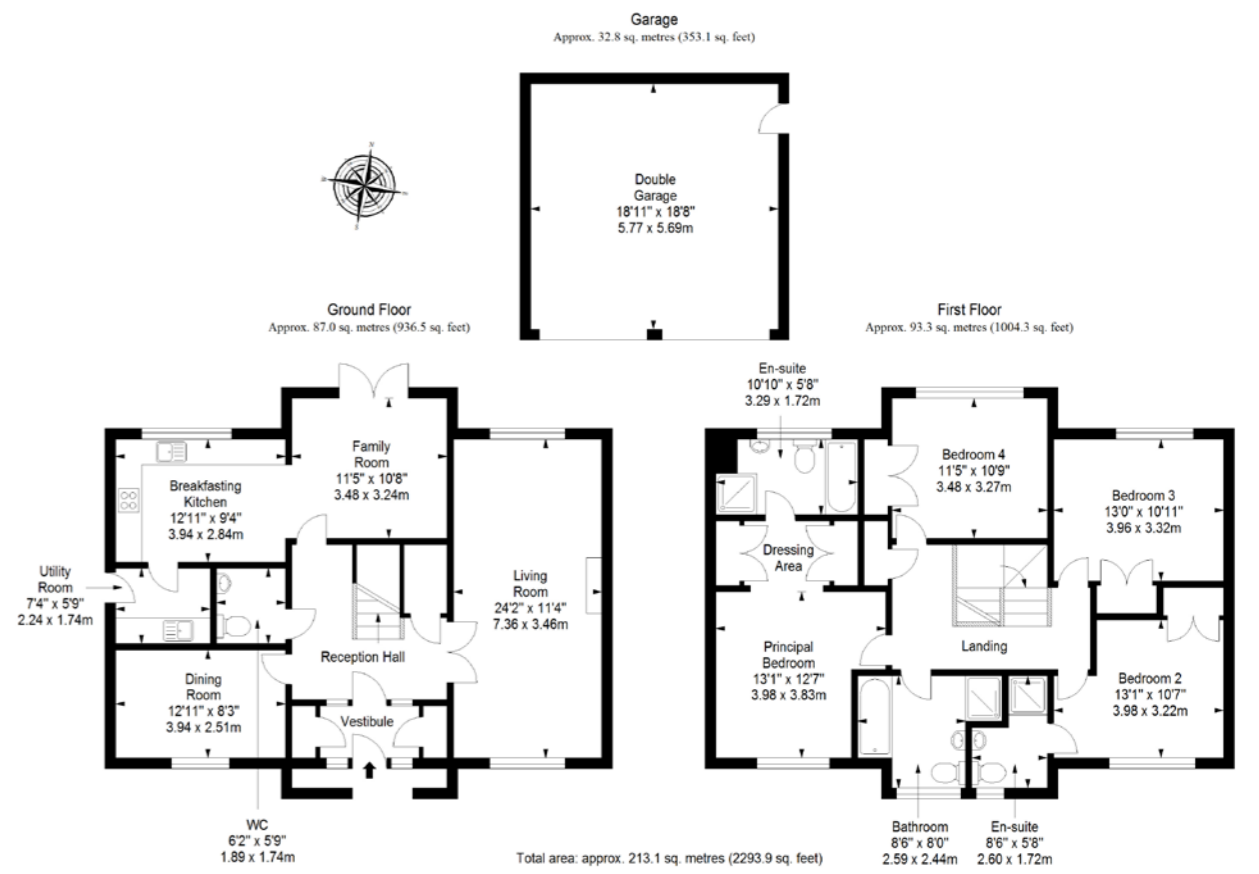 Garage
Approx. 32.8 sq. metres (353.1 sq. feet)
N
Double
Garage
18'11" x 18'8"
5.77 x 5.69m
Ground Floor
Approx. 87.0 sq. metres (936.5 sq. feet)
First Floor
Approx. 93.3 sq. metres (1004.3 sq. feet)
Family
Room
11'5" x 10'8"
3.48 x 3.24m
Breakfasting
Kitchen
12'11" x 9'4"
3.94 x 2.84m
Utility
Room
7'4" x 5'9"
2.24 x 1.74m
Living
Room
24'2" x 11'4"
7.36 x 3.46m
Reception Hall
Dining
Room
12'11" x 8'3"
3.94 x 2.51m
Vestibule
WC
6'2" x 5'9"
1.89 x 1.74m
En-suite
10'10" x 5'8"
3.29 x 1.72m
Bedroom 4
11'5" x 10'9"
3.48 x 3.27m
Bedroom 3
13'0" x 10'11"
3.96 x 3.32m
Dressing
Area
Principal
Bedroom
13'1" x 12'7"
3.98 x 3.83m
Landing
Bedroom 2
13'1" x 10'7"
3.98 x 3.22m
Bathroom
8'6" x 8'0"
2.59 x 2.44m
En-suite
8'6" x 5'8"
2.60 x 1.72m
Total area: approx. 213.1 sq. metres (2293.9 sq. feet)